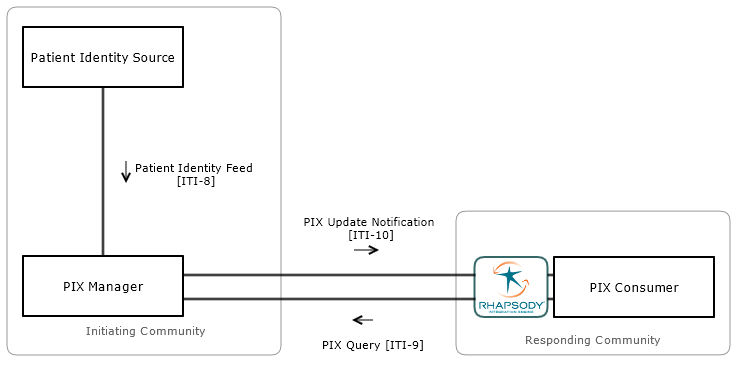 Patient Identity Source
Patient Identity Feed
[ITI-8]
PIX Update Notification
[ITI-10]
PIX Manager
RHAPSODY
INTEGRATION ENGINE
PIX Consumer
Initiating Community
PIX Query [ITI-9]
Responding Community